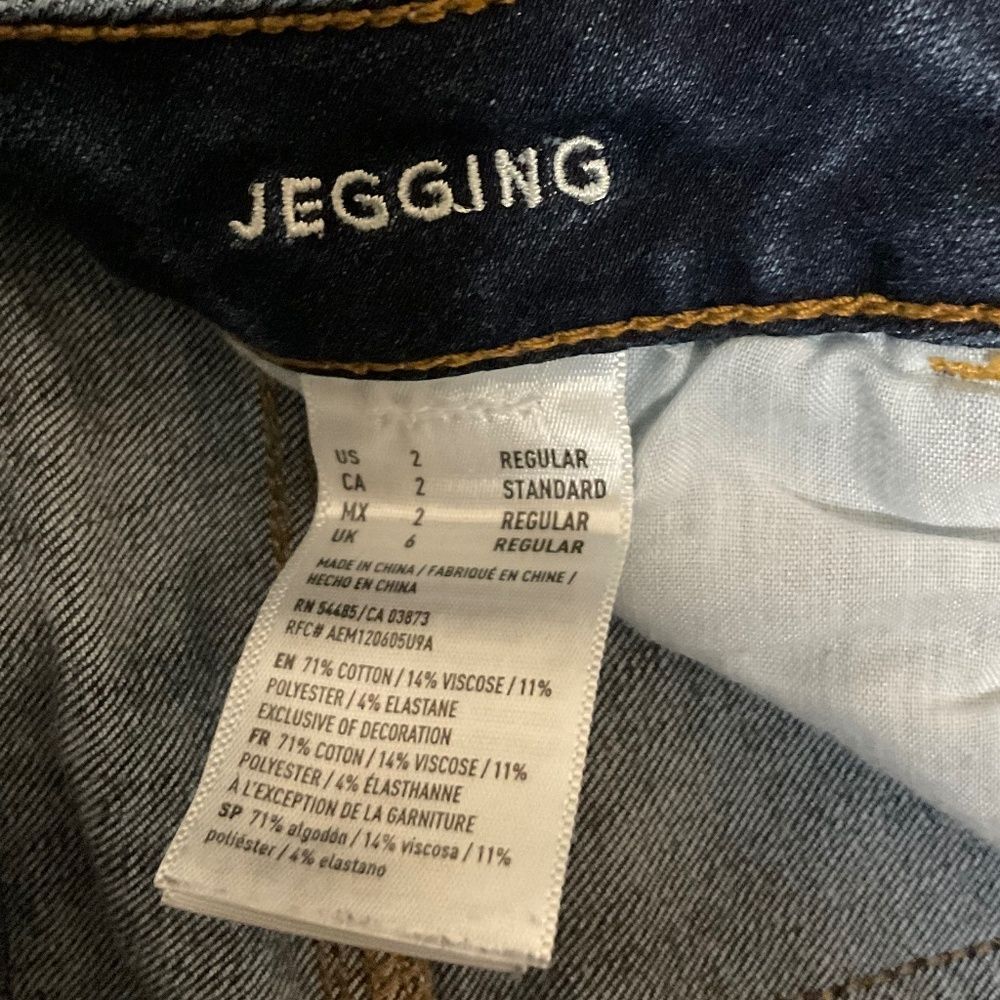 JEGGING
US 2 REGULAR
CA 2 STANDARD
MX 2 REGULAR
UK 6 REGULAR
MADE IN CHINA / FABRIQUÉ EN CHINE /
HECHO EN CHINA
RN 54485/CA 03873
RFC# AEM120605U9A
EN 71% COTTON / 14% VISCOSE / 11%
POLYESTER / 4% ELASTANE
EXCLUSIVE OF DECORATION
FR 71% COTON / 14% VISCOSE / 11%
POLYESTER / 4% ÉLASTHANNE
À L'EXCEPTION DE LA GARNITURE
SP 71% algodón / 14% viscosa / 11%
poliéster / 4% elastano